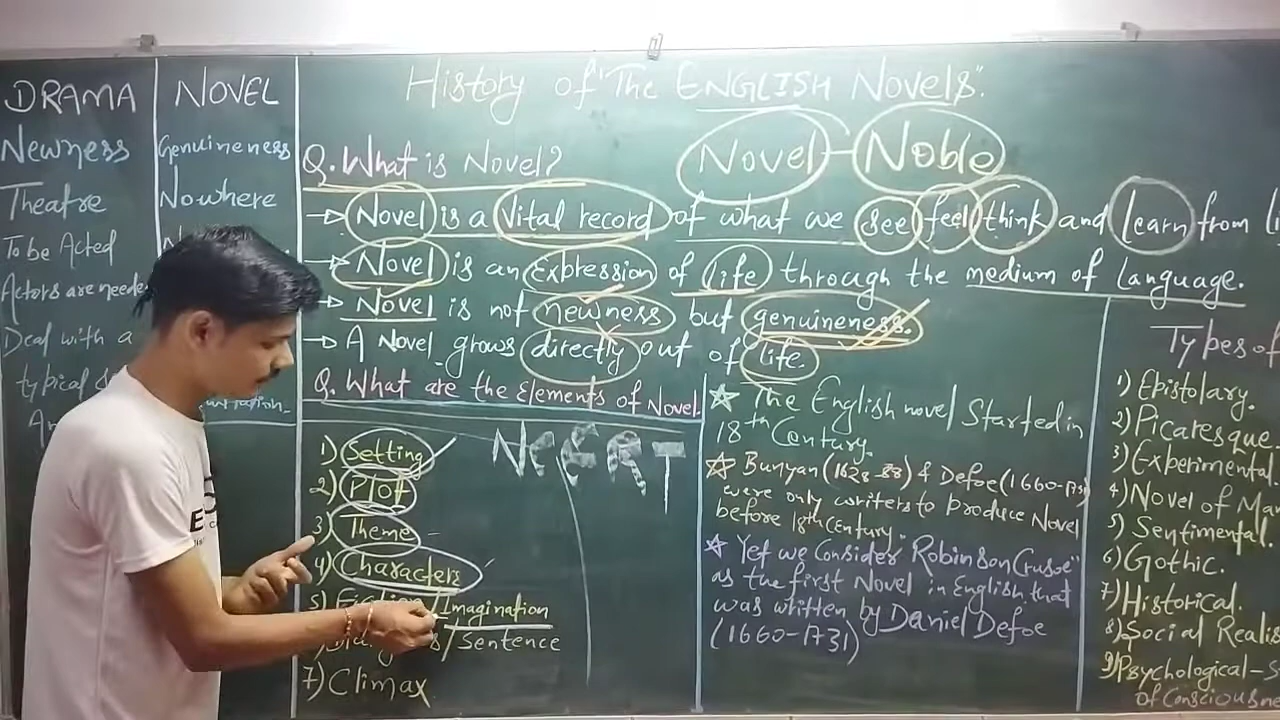 History of "The ENGLISH Novels".
DRAMA
Newness
Theatre
To be Acted
Actors are neede
Deal with a
typical
NOVEL
Genuineness
Nowhere
Q. What is Novel?
Novel - Noble
→ Novel is a Vital record of what we see feel think and learn from
→ Novel is an Expression of life through the medium of language.
→ Novel is not newness but genuineness.
→ A Novel grows directly out of life.
Q. What are the Elements of Novel.
1) Setting
2) Plot
3) Theme
4) Characters
5) Fiction/Imagination
/Sentence
7) Climax
NCERT
☆ The English novel Started in
18th Century.
☆ Bunyan (1628-88) & Defoe (1660-1731)
were only writers to produce Novel
before 18th Century.
☆ Yet we Consider Robinson Crusoe"
as the first Novel in English that
was written by Daniel Defoe
(1660-1731)
Types of
1) Epistolary.
2) Picaresque
3) Experimental.
4) Novel of Man
5) Sentimental.
6) Gothic.
7) Historical.
8) Social Realis
9) Psychological-S
of Consciousne